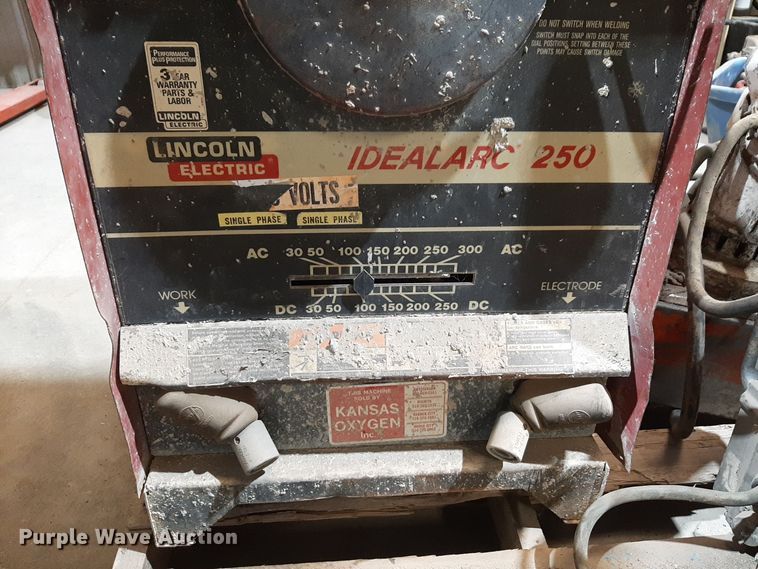 DO NOT SWITCH WHEN WELDING
SWITCH MUST SNAP INTO EACH OF THE
DIAL POSITIONS, SETTING BETWEEN THESE
POINTS MAY CAUSE SWITCH DAMAGE
PERFORMANCE
PLUS PROTECTION
3 YEAR
WARRANTY
PARTS &
LABOR
LINCOLN
ELECTRIC
LINCOLN
ELECTRIC
IDEALARC 250
VOLTS
SINGLE PHASE SINGLE PHASE
AC 30 50 100 150 200 250 300 AC
WORK
ELECTRODE
DC 30 50 100 150 200 250 DC
THIS MACHINE
SOLD BY
KANSAS
OXYGEN
Inc.
Purple Wave Auction